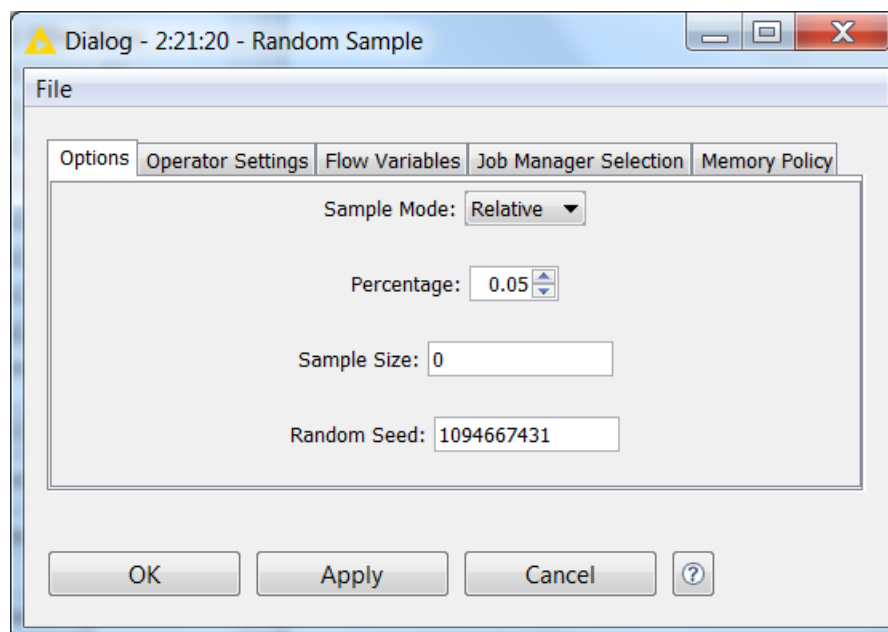 Dialog - 2:21:20 - Random Sample
File
Options Operator Settings Flow Variables Job Manager Selection Memory Policy
Sample Mode: Relative
Percentage: 0.05
Sample Size: 0
Random Seed: 1094667431
OK Apply Cancel ?